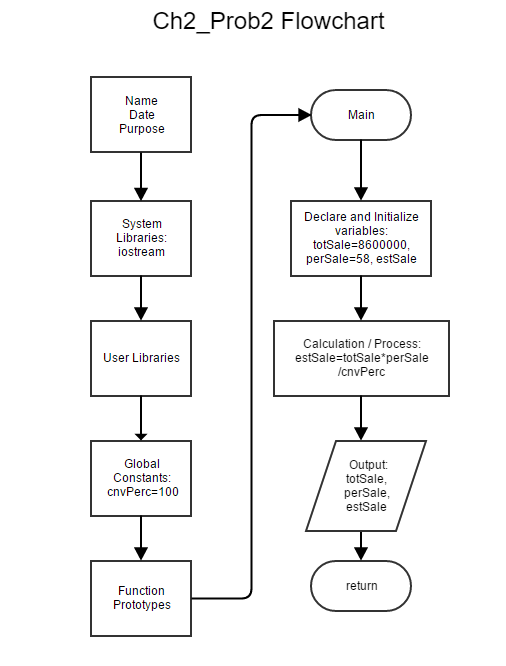 Ch2_Prob2 Flowchart
Name
Date
Purpose
System
Libraries:
iostream
User Libraries
Global
Constants:
cnvPerc=100
Function
Prototypes
Main
Declare and Initialize
variables:
totSale=8600000,
perSale=58, estSale
Calculation / Process:
estSale=totSale*perSale
/cnvPerc
Output:
totSale,
perSale,
estSale
return